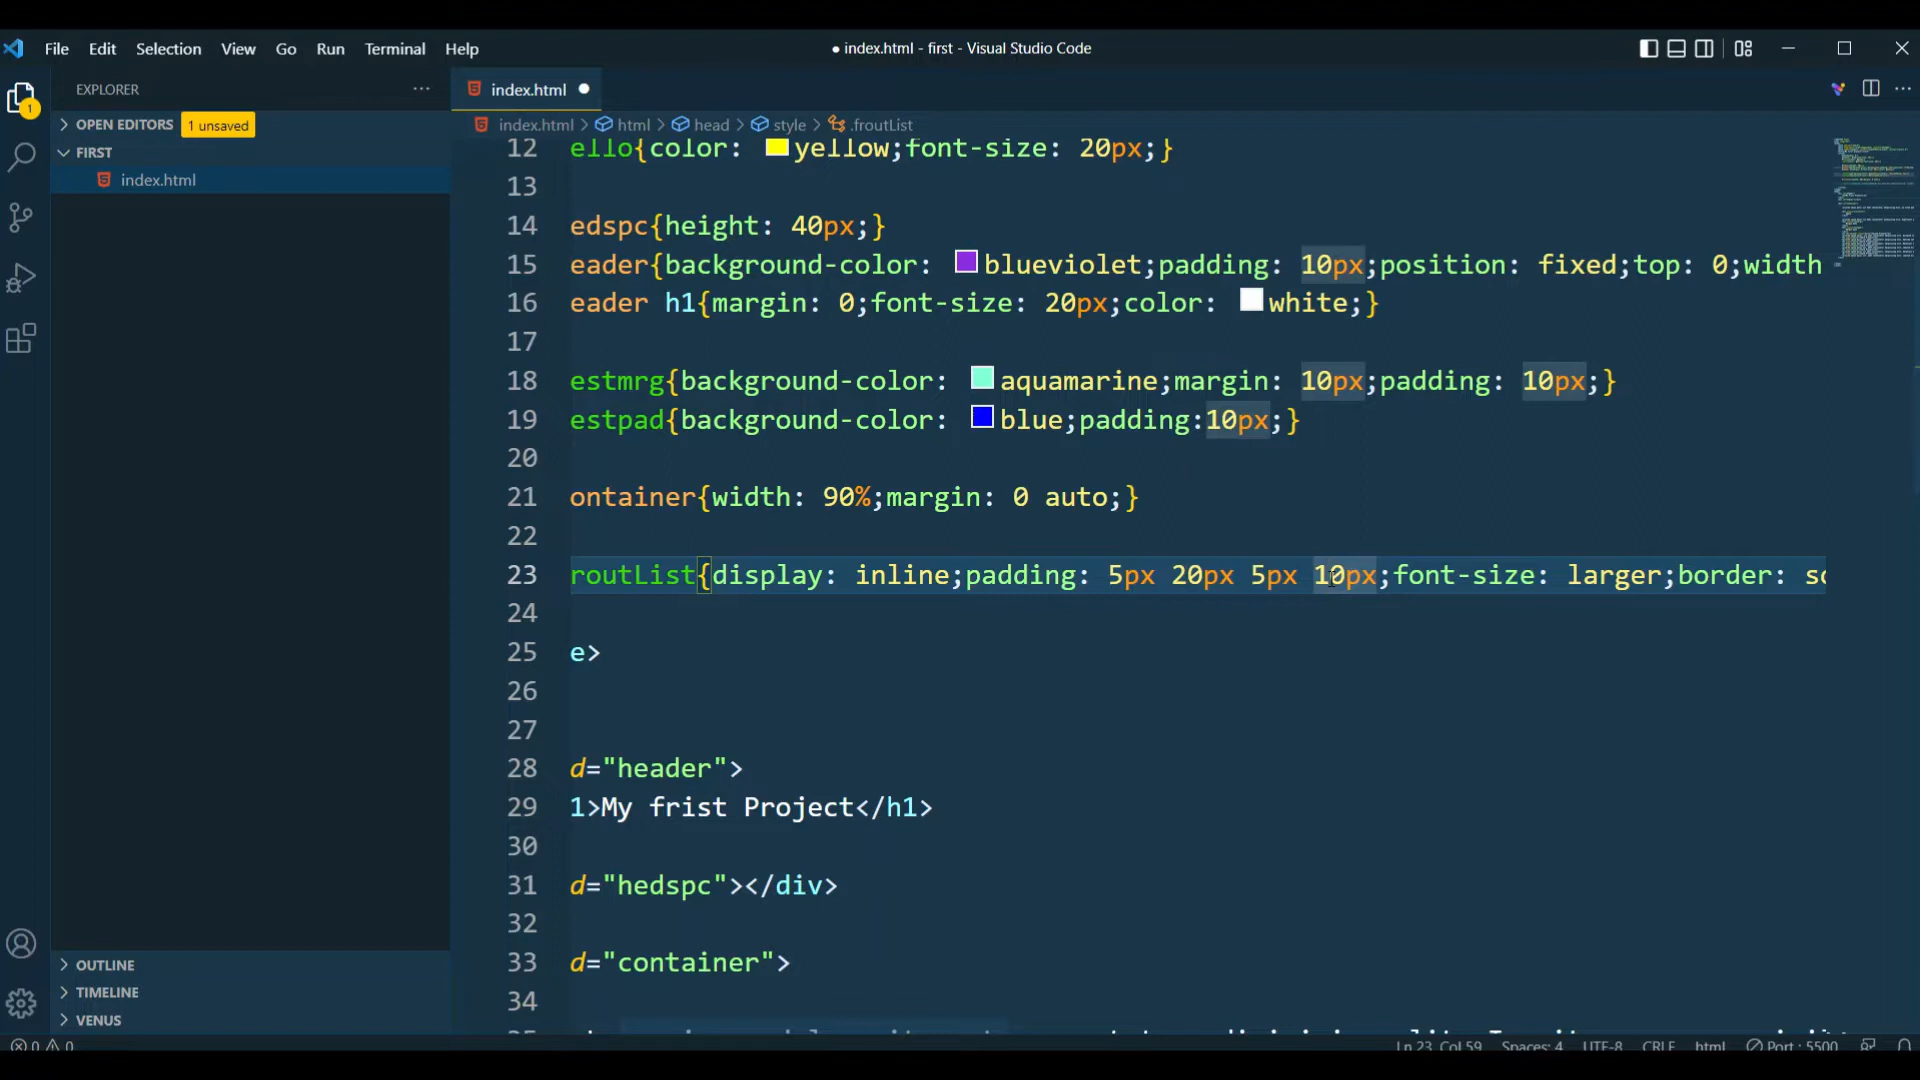 File Edit Selection View Go Run Terminal Help
● index.html - first - Visual Studio Code
EXPLORER
index.html
OPEN EDITORS 1 unsaved
index.html > html > head > style > .froutList
FIRST
index.html
12 ello{color: yellow;font-size: 20px;}
13
14 edspc{height: 40px;}
15 eader{background-color: blueviolet;padding: 10px;position: fixed;top: 0;width
16 eader h1{margin: 0;font-size: 20px;color: white;}
17
18 estmrg{background-color: aquamarine;margin: 10px;padding: 10px;}
19 estpad{background-color: blue;padding:10px;}
20
21 ontainer{width: 90%;margin: 0 auto;}
22
23 routList{display: inline;padding: 5px 20px 5px 10px;font-size: larger;border: so
24
25 e>
26
27
28 d="header">
29 1>My frist Project</h1>
30
31 d="hedspc"></div>
32
33 d="container">
34
OUTLINE
TIMELINE
VENUS
0 0
Ln 23, Col 59 Spaces: 4 UTF-8 CRLF html Port : 5500